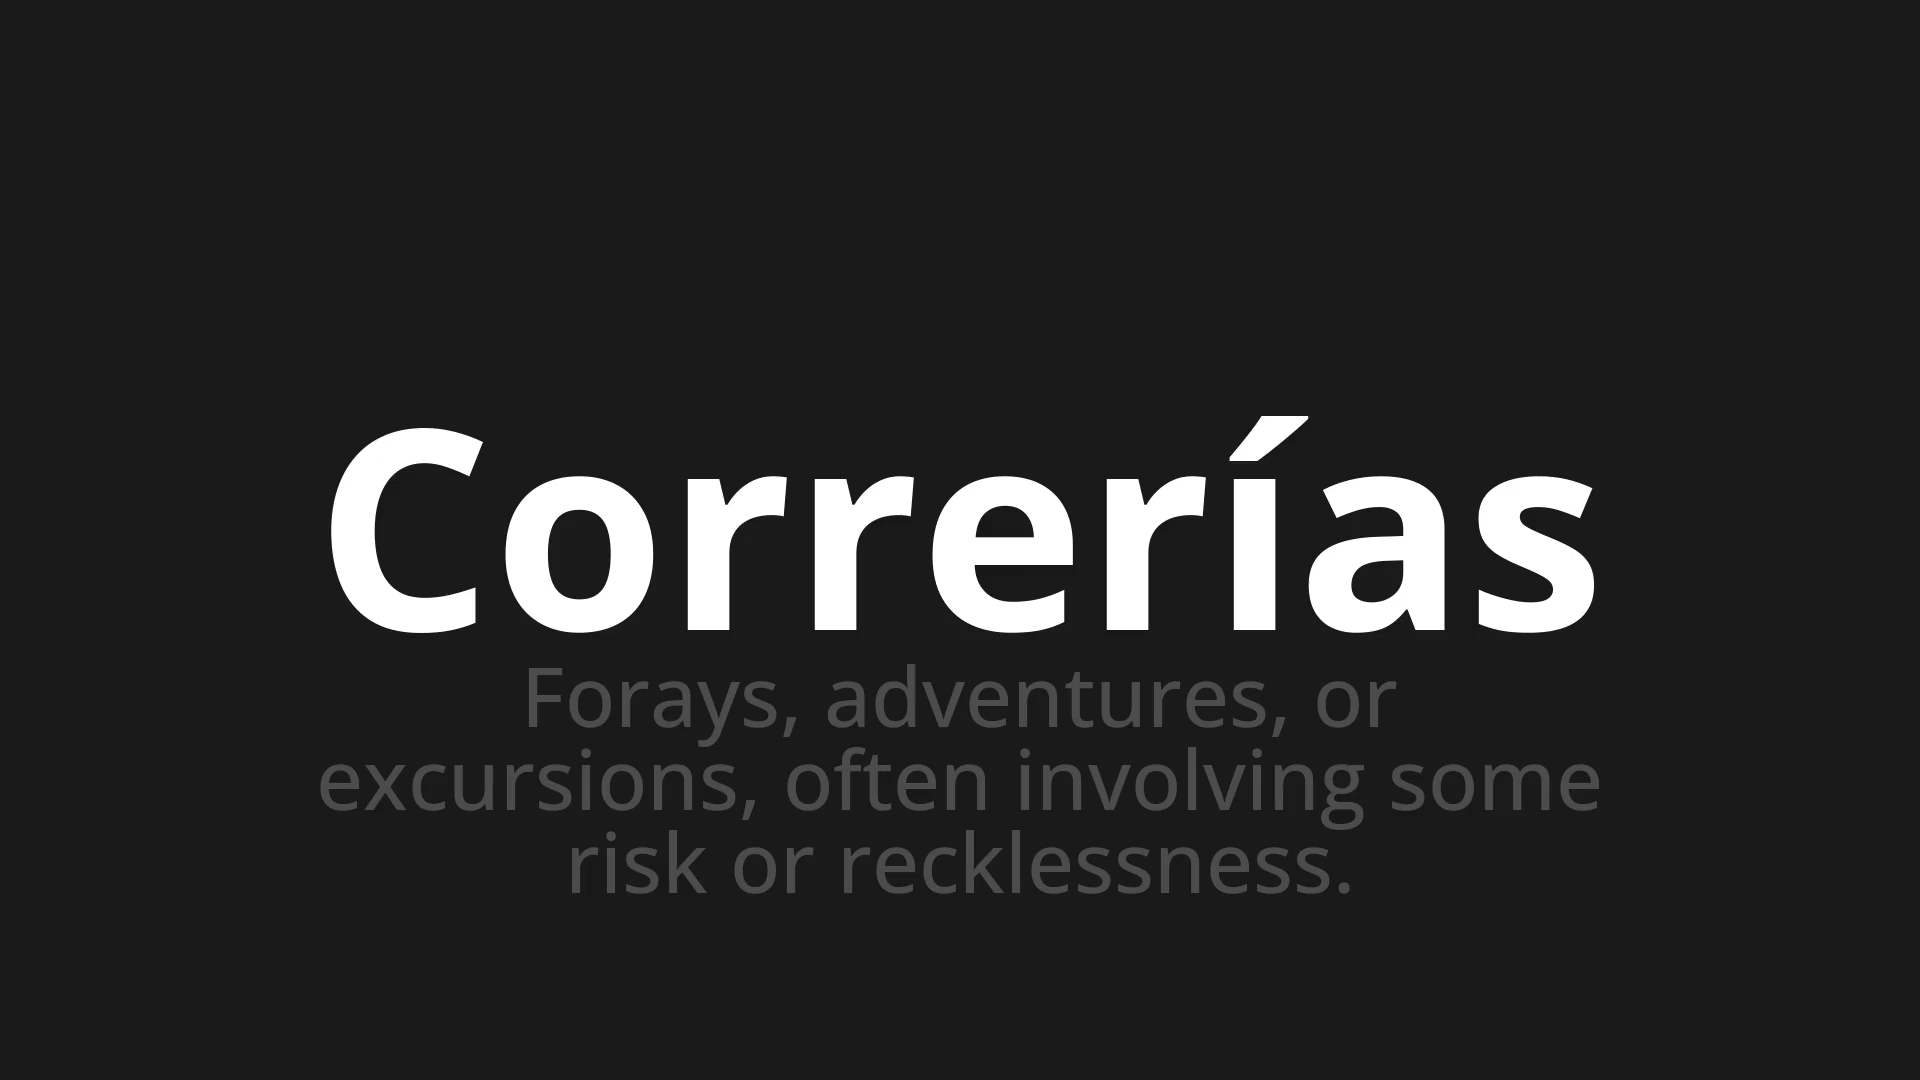 Correrías
Forays, adventures, or
excursions, often involving some
risk or recklessness.